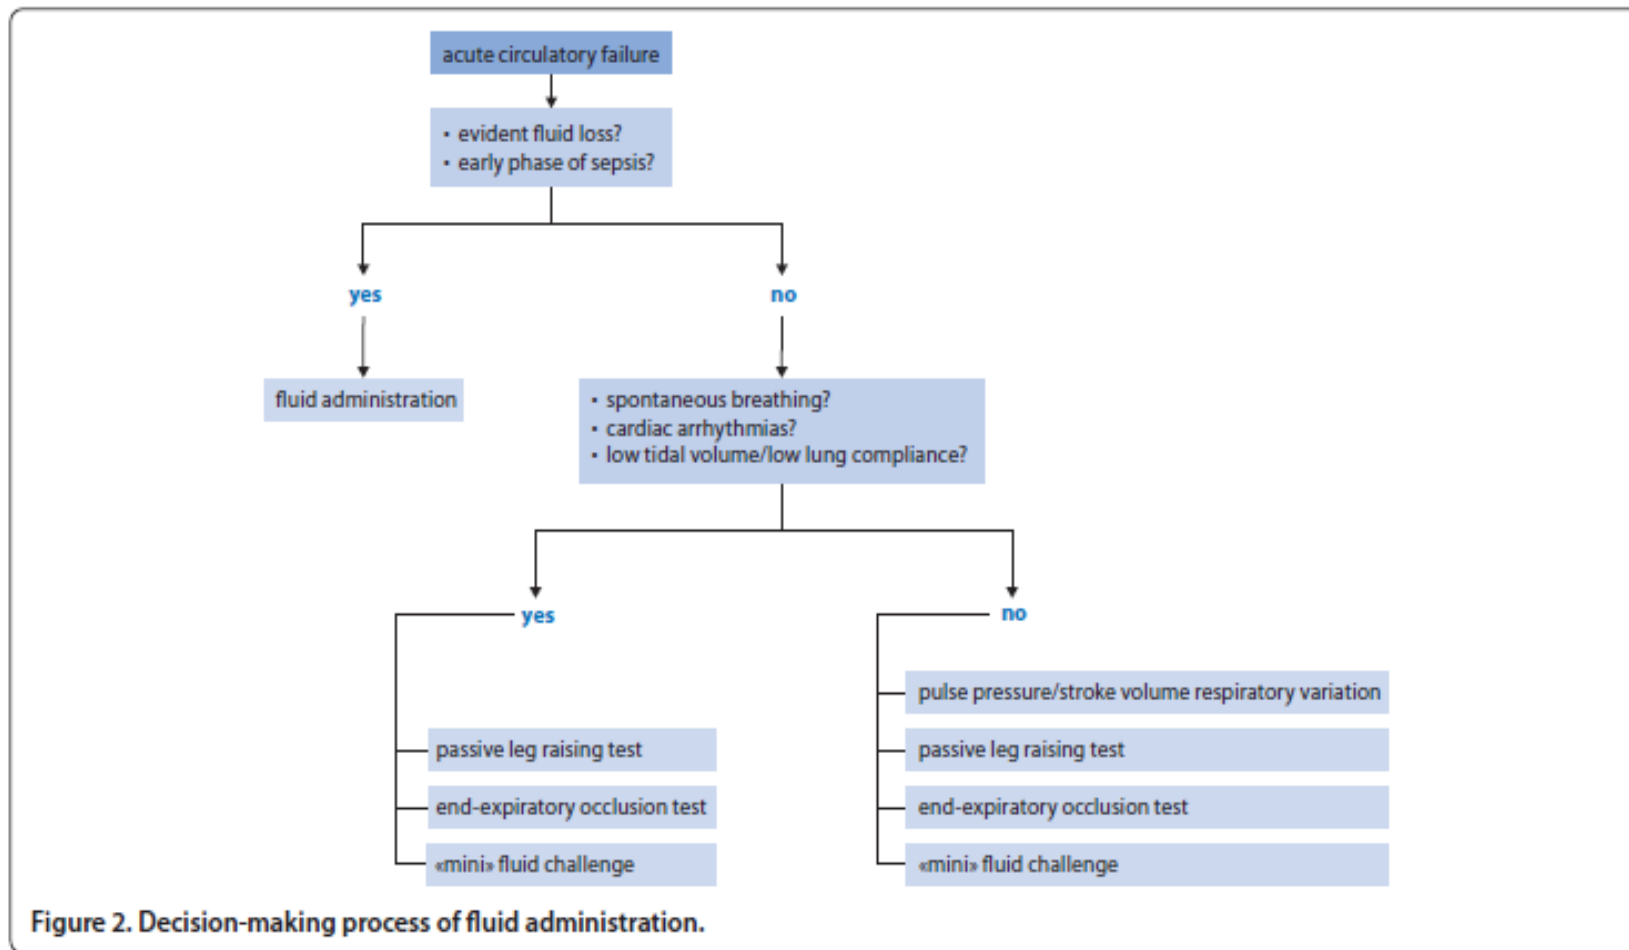 acute circulatory failure
• evident fluid loss?
• early phase of sepsis?
yes
no
fluid administration
• spontaneous breathing?
• cardiac arrhythmias?
• low tidal volume/low lung compliance?
yes
no
pulse pressure/stroke volume respiratory variation
passive leg raising test
passive leg raising test
end-expiratory occlusion test
end-expiratory occlusion test
«mini» fluid challenge
«mini» fluid challenge
Figure 2. Decision-making process of fluid administration.